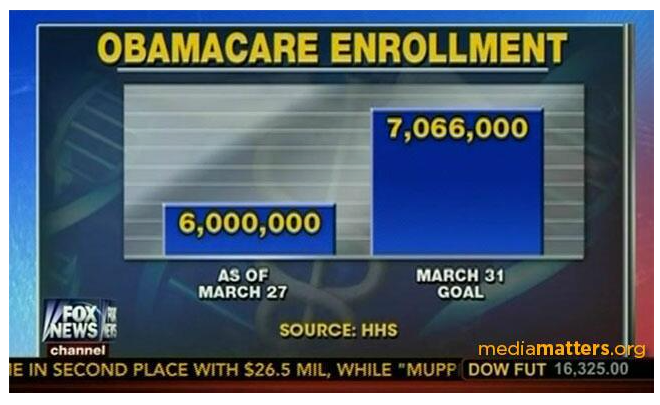 OBAMACARE ENROLLMENT
7,066,000
6,000,000
AS OF
MARCH 27
MARCH 31
GOAL
FOX
NEWS
channel
SOURCE: HHS
mediamatters.org
IE IN SECOND PLACE WITH $26.5 MIL, WHILE "MUPP
DOW FUT 16,325.00